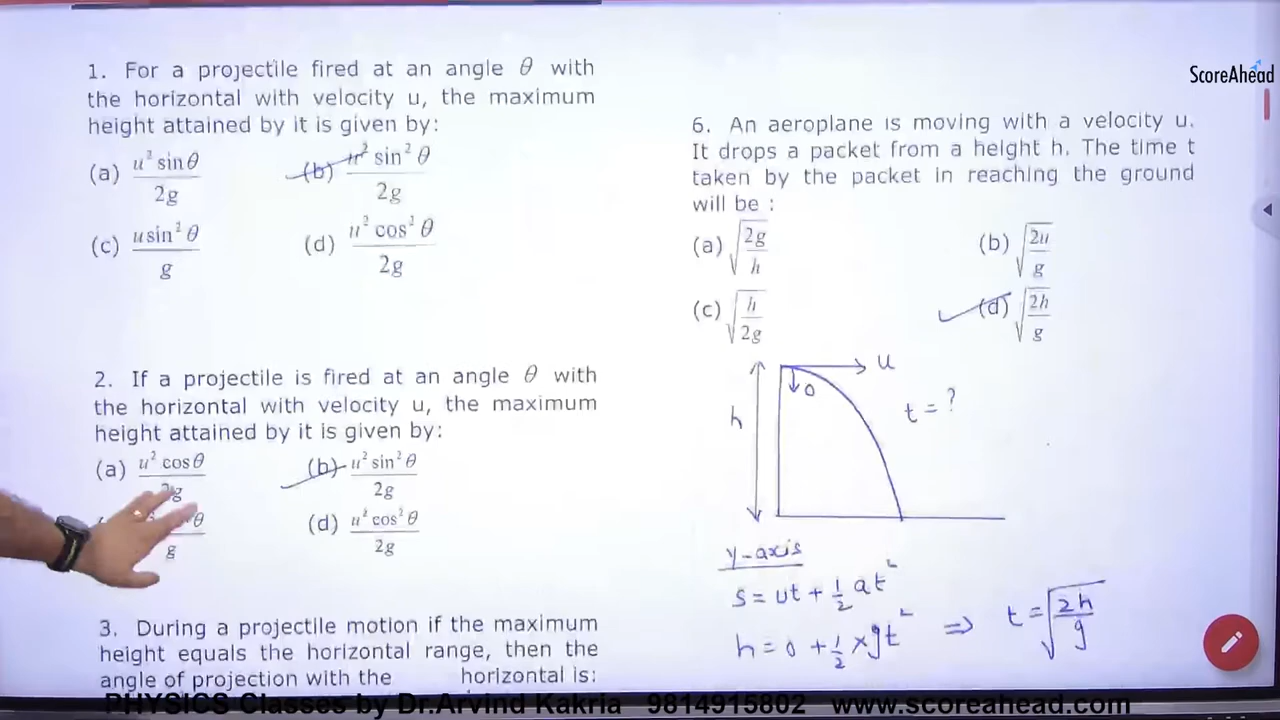 1. For a projectile fired at an angle θ with
the horizontal with velocity u, the maximum
height attained by it is given by:
(a) u² sinθ / 2g (b) u² sin² θ / 2g
(c) u sin² θ / g (d) u² cos² θ / 2g
2. If a projectile is fired at an angle θ with
the horizontal with velocity u, the maximum
height attained by it is given by:
(a) u² cosθ / 2g (b) u² sin² θ / 2g
θ / g (d) u² cos² θ / 2g
3. During a projectile motion if the maximum
height equals the horizontal range, then the
angle of projection with the horizontal is:
ScoreAhead
6. An aeroplane is moving with a velocity u.
It drops a packet from a height h. The time t
taken by the packet in reaching the ground
will be :
(a) √(2g/h) (b) √(2u/g)
(c) √(h/2g) (d) √(2h/g)
u
0
h
t = ?
y-axis
s = ut + ½ at²
h = 0 + ½ × gt² ⇒ t = √(2h/g)
PHYSICS Classes by Dr.Arvind Kakria 9814915802 www.scoreahead.com